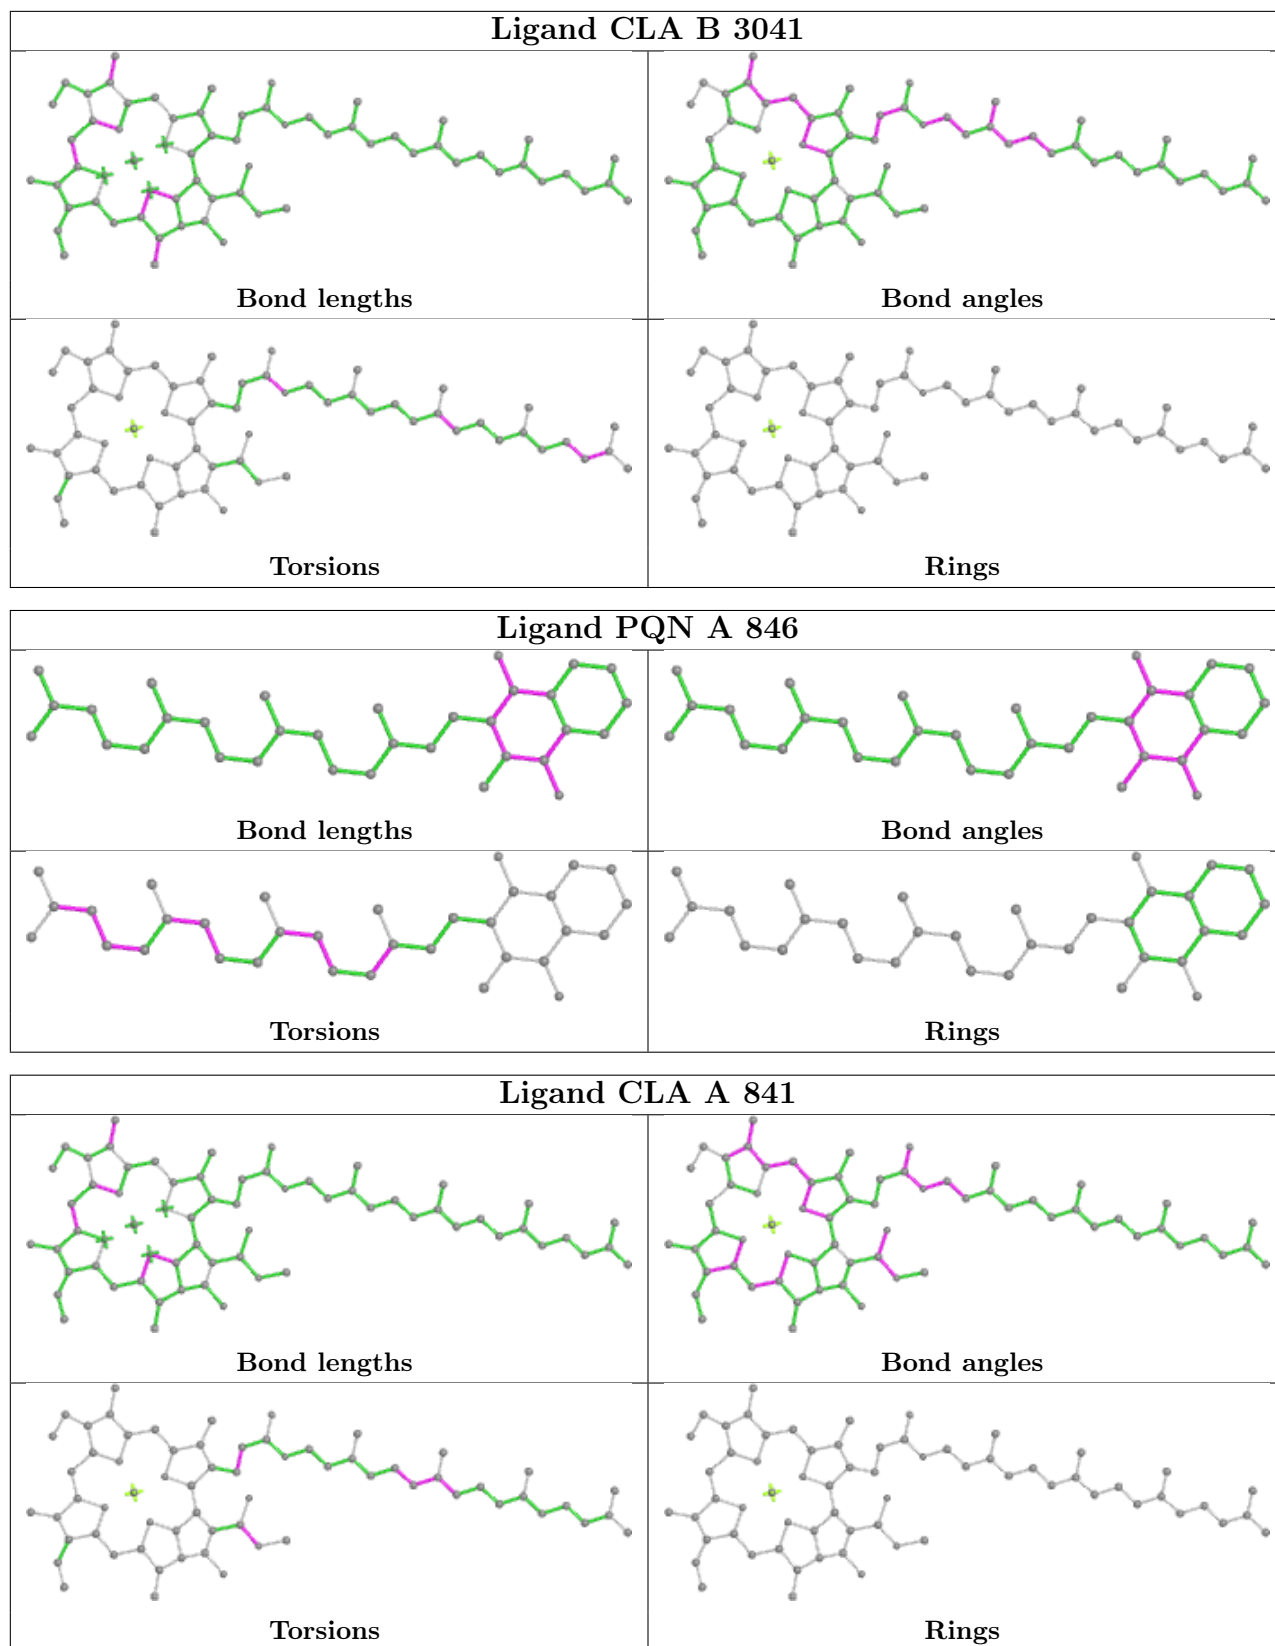 Ligand CLA B 3041
Bond lengths
Bond angles
Torsions
Rings
Ligand PQN A 846
Bond lengths
Bond angles
Torsions
Rings
Ligand CLA A 841
Bond lengths
Bond angles
Torsions
Rings